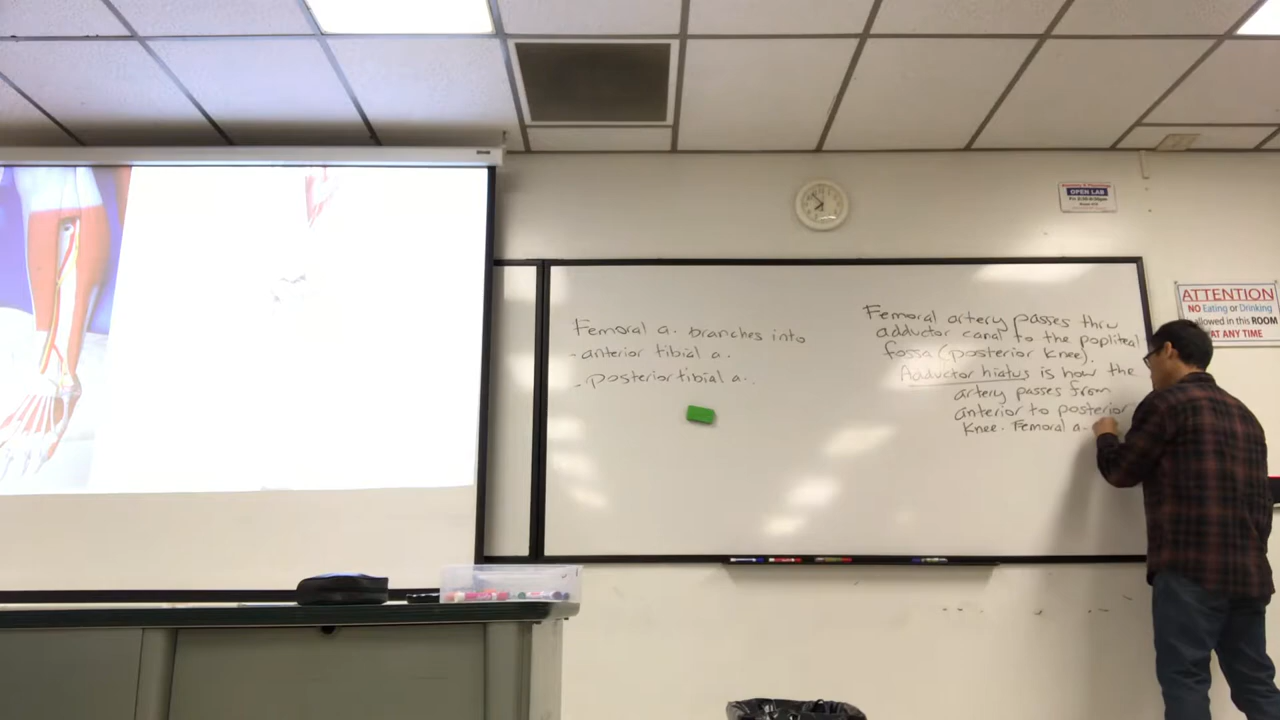 Femoral a. branches into
- anterior tibial a.
- posterior tibial a.
Femoral artery passes thru
adductor canal to the popliteal
fossa (posterior knee).
Adductor hiatus is how the
artery passes from
anterior to posterior
Knee. Femoral a.
OPEN LAB
ATTENTION
NO Eating or Drinking
allowed in this ROOM
AT ANY TIME